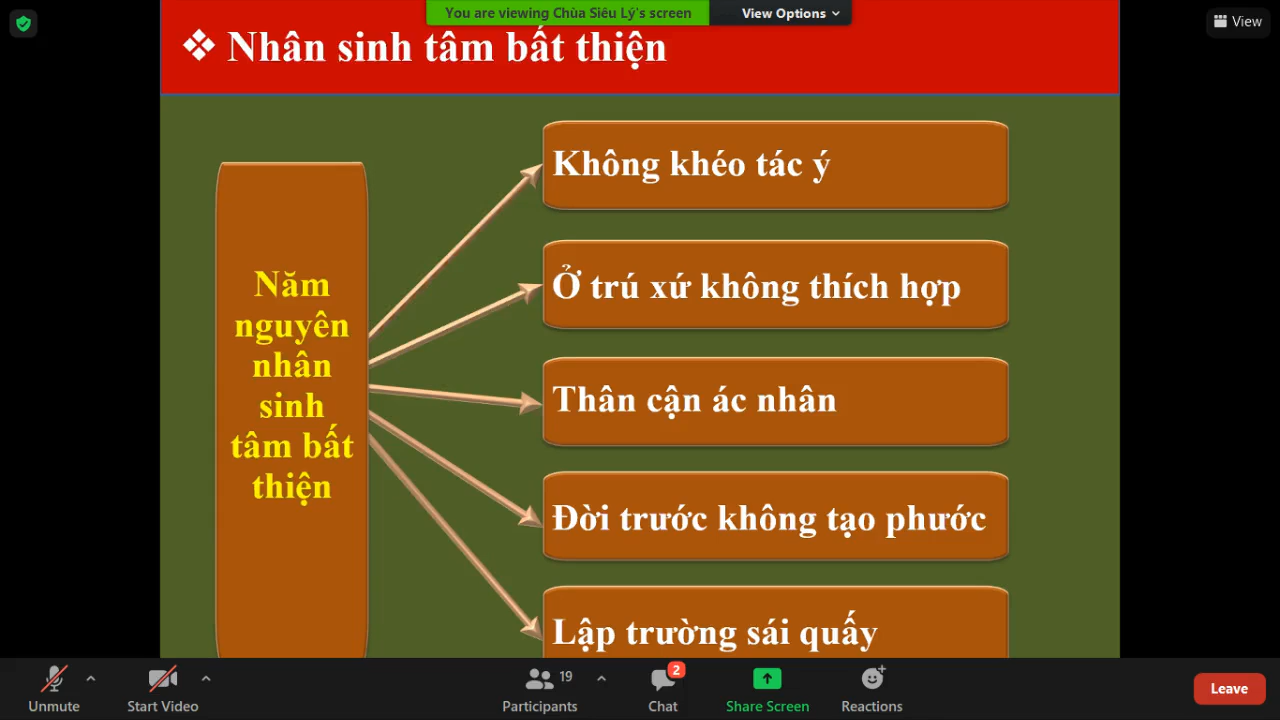 You are viewing Chùa Siêu Lý's screen
View Options
View
❖ Nhân sinh tâm bất thiện
Năm
nguyên
nhân
sinh
tâm bất
thiện
Không khéo tác ý
Ở trú xứ không thích hợp
Thân cận ác nhân
Đời trước không tạo phước
Lập trường sái quấy
Unmute
Start Video
19
Participants
2
Chat
Share Screen
Reactions
Leave